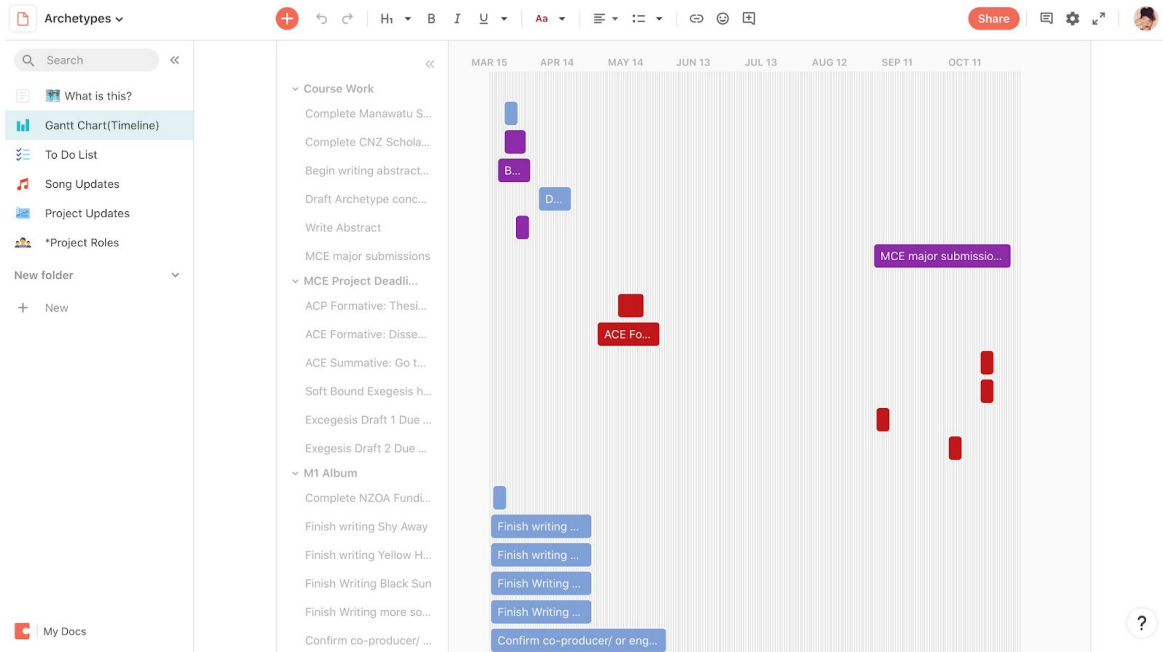 Archetypes
H₁
B
I
U
Aa
Share
Search
What is this?
Gantt Chart(Timeline)
To Do List
Song Updates
Project Updates
*Project Roles
New folder
New
My Docs
MAR 15 APR 14 MAY 14 JUN 13 JUL 13 AUG 12 SEP 11 OCT 11
Course Work
Complete Manawatu S...
Complete CNZ Schola...
Begin writing abstract... B...
Draft Archetype conc... D...
Write Abstract
MCE major submissions MCE major submissio...
MCE Project Deadli...
ACP Formative: Thesi...
ACE Formative: Disse... ACE Fo...
ACE Summative: Go t...
Soft Bound Exegesis h...
Excegesis Draft 1 Due ...
Exegesis Draft 2 Due ...
M1 Album
Complete NZOA Fundi...
Finish writing Shy Away Finish writing ...
Finish writing Yellow H... Finish writing ...
Finish Writing Black Sun Finish Writing ...
Finish Writing more so... Finish Writing ...
Confirm co-producer/ ... Confirm co-producer/ or eng...
?